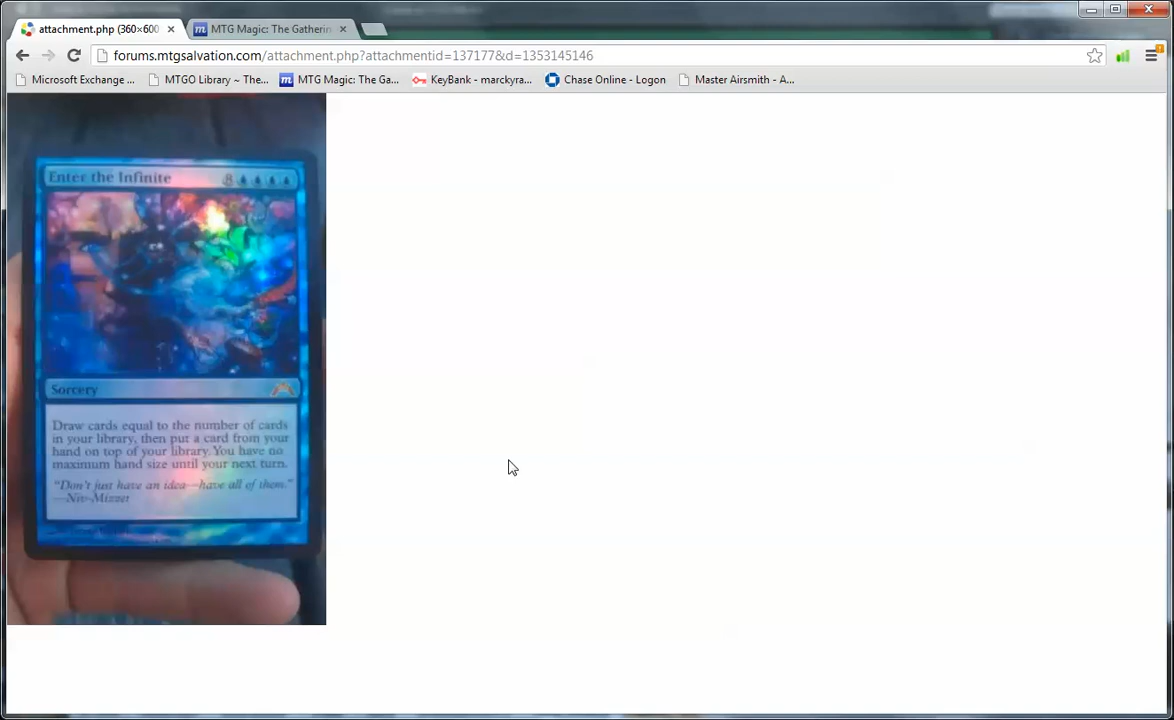 attachment.php (360×600
MTG Magic: The Gatherin
forums.mtgsalvation.com/attachment.php?attachmentid=137177&d=1353145146
Microsoft Exchange ...
MTGO Library ~ The...
MTG Magic: The Ga...
KeyBank - marckyra...
Chase Online - Logon
Master Airsmith - A...
Enter the Infinite 8
Sorcery
Draw cards equal to the number of cards
in your library, then put a card from your
hand on top of your library. You have no
maximum hand size until your next turn.
"Don't just have an idea—have all of them."
—Niv-Mizzet